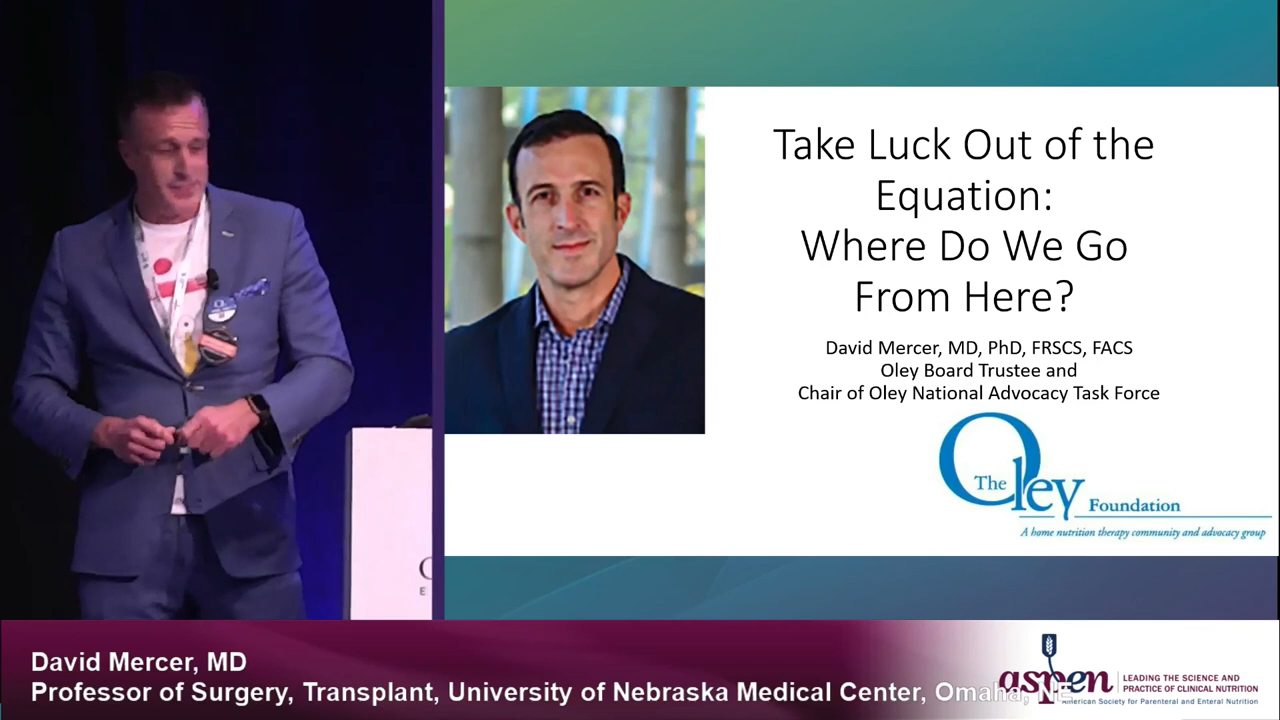 Take Luck Out of the
Equation:
Where Do We Go
From Here?
David Mercer, MD, PhD, FRSCS, FACS
Oley Board Trustee and
Chair of Oley National Advocacy Task Force
The Oley Foundation
A home nutrition therapy community and advocacy group
David Mercer, MD
Professor of Surgery, Transplant, University of Nebraska Medical Center, Omaha, NE
aspen
LEADING THE SCIENCE AND
PRACTICE OF CLINICAL NUTRITION
American Society for Parenteral and Enteral Nutrition